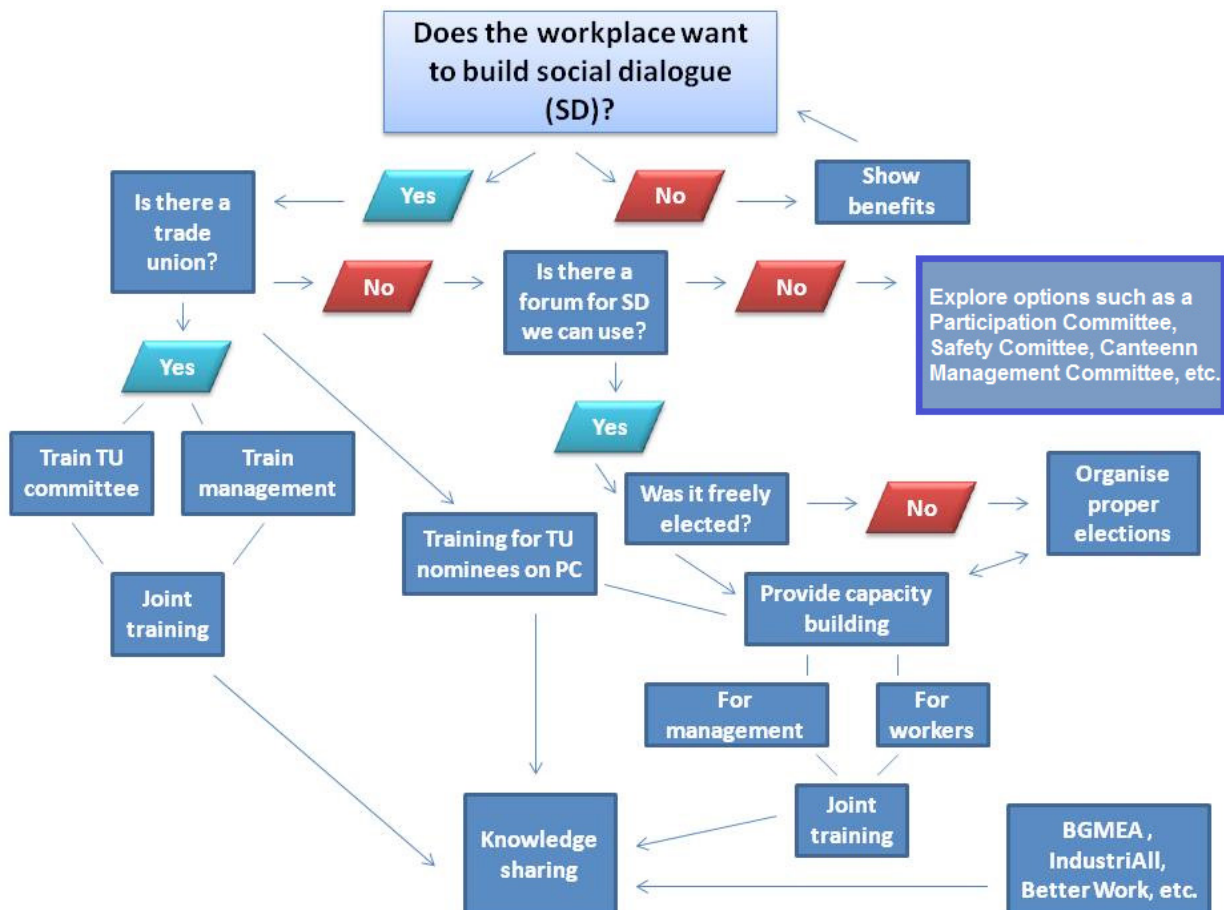 Does the workplace want
to build social dialogue
(SD)?
Yes
No
Show
benefits
Is there a
trade
union?
No
Is there a
forum for SD
we can use?
No
Explore options such as a
Participation Committee,
Safety Comittee, Canteenn
Management Committee, etc.
Yes
Yes
Train TU
committee
Train
management
Was it freely
elected?
No
Organise
proper
elections
Training for TU
nominees on PC
Joint
training
Provide capacity
building
For
management
For
workers
Knowledge
sharing
Joint
training
BGMEA ,
IndustriAll,
Better Work, etc.